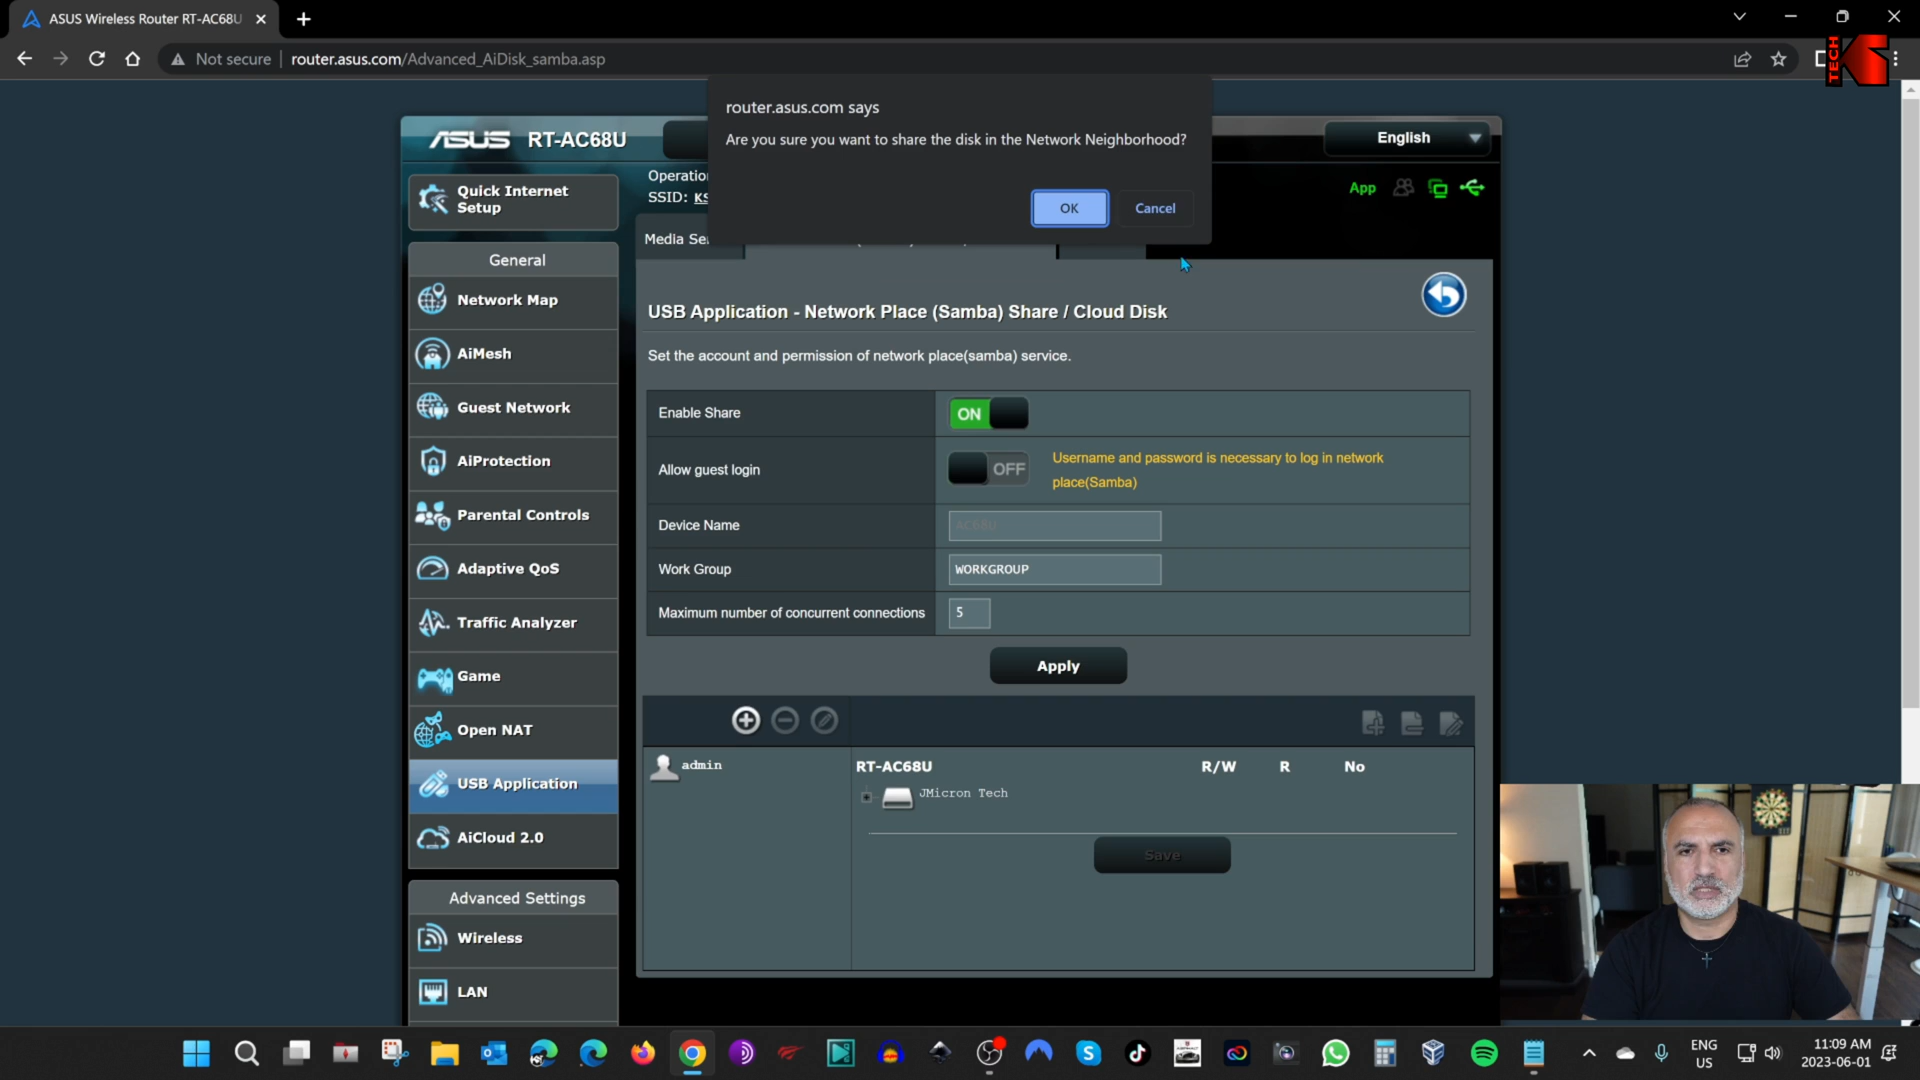 ASUS Wireless Router RT-AC68U
Not secure
router.asus.com/Advanced_AiDisk_samba.asp
TECH
router.asus.com says
Are you sure you want to share the disk in the Network Neighborhood?
OK
Cancel
ASUS RT-AC68U
English
SSID:
App
Quick Internet
Setup
General
Network Map
AiMesh
Guest Network
AiProtection
Parental Controls
Adaptive QoS
Traffic Analyzer
Game
Open NAT
USB Application
AiCloud 2.0
Advanced Settings
Wireless
LAN
USB Application - Network Place (Samba) Share / Cloud Disk
Set the account and permission of network place(samba) service.
Enable Share
ON
Allow guest login
OFF
Username and password is necessary to log in network
place(Samba)
Device Name
AC68U
Work Group
WORKGROUP
Maximum number of concurrent connections
5
Apply
admin
RT-AC68U
R/W
R
No
JMicron Tech
Save
ENG
US
11:09 AM
2023-06-01